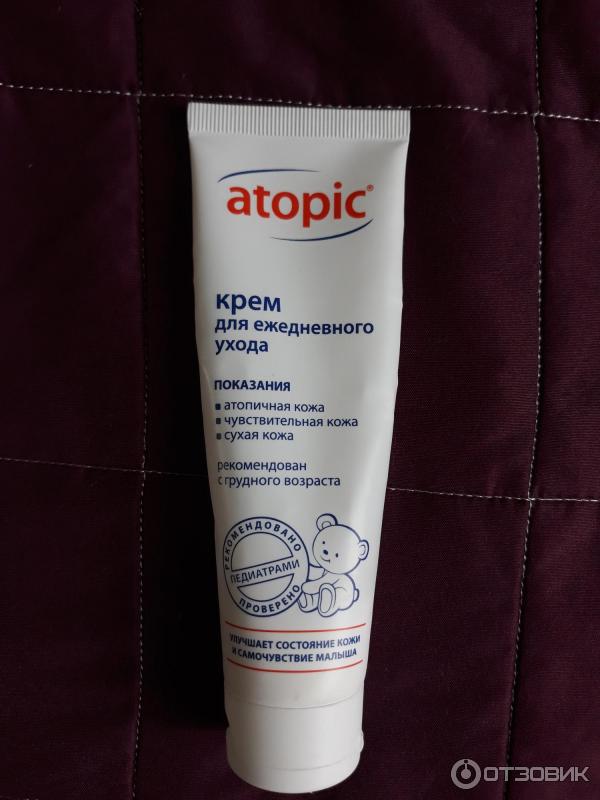 atopic®
крем
для ежедневного
ухода
ПОКАЗАНИЯ
атопичная кожа
чувствительная кожа
сухая кожа
рекомендован
с грудного возраста
РЕКОМЕНДОВАНО
ПЕДИАТРАМИ
ПРОВЕРЕНО
УЛУЧШАЕТ СОСТОЯНИЕ КОЖИ
И САМОЧУВСТВИЕ МАЛЫША
ОТЗОВИК